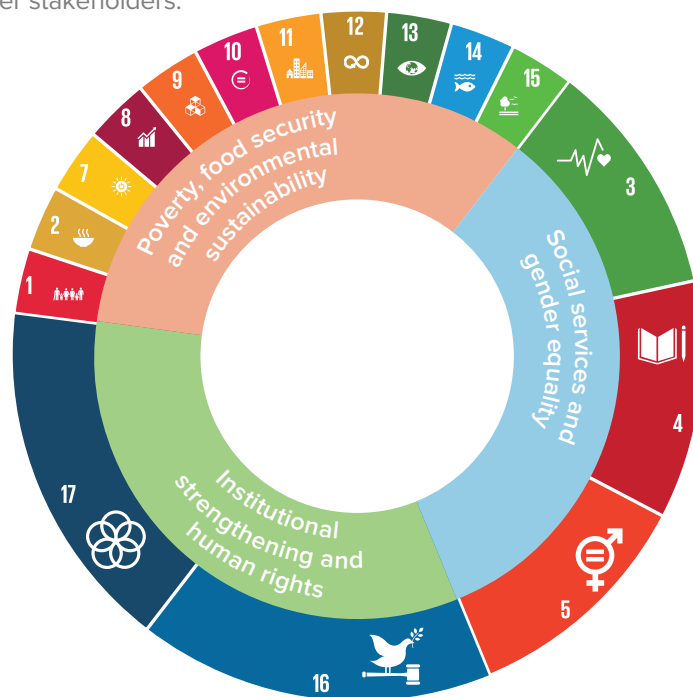 er stakeholders.
12
13
11
14
10
15
9
8
3
7
2
1
Poverty, food security
and environmental
sustainability
Social services and
gender equality
4
17
Institutional
strengthening and
human rights
5
16